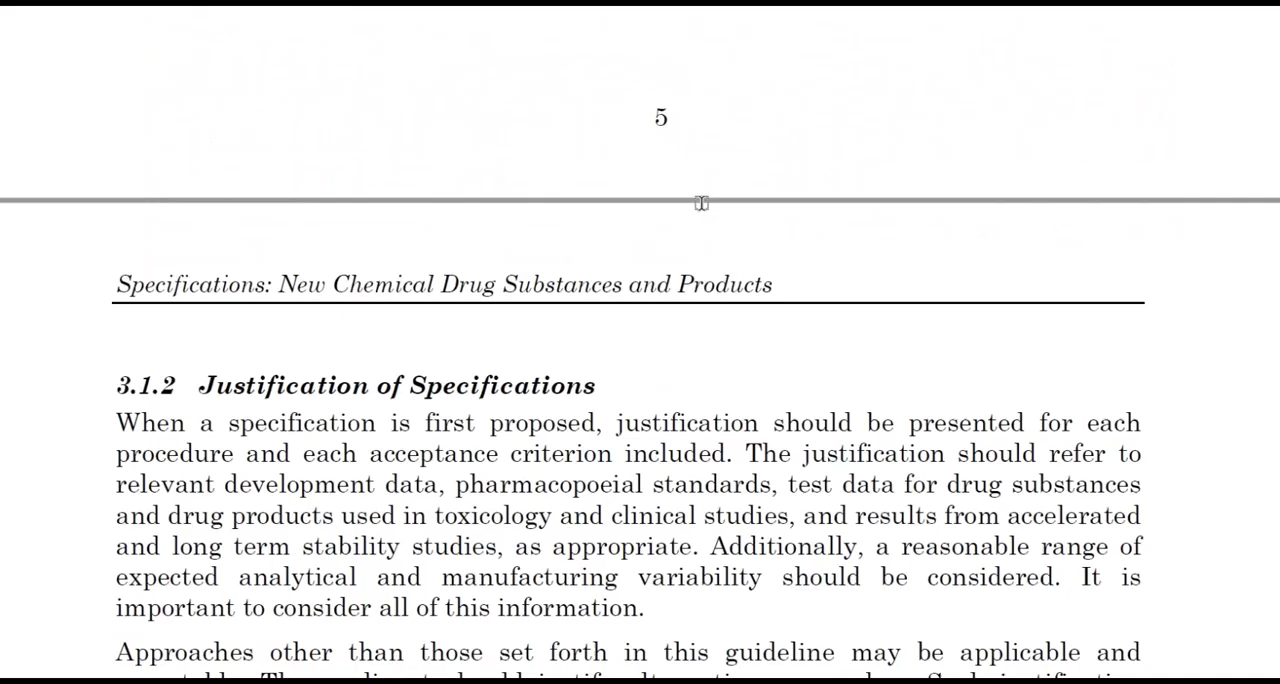 5
Specifications: New Chemical Drug Substances and Products
3.1.2 Justification of Specifications
When a specification is first proposed, justification should be presented for each
procedure and each acceptance criterion included. The justification should refer to
relevant development data, pharmacopoeial standards, test data for drug substances
and drug products used in toxicology and clinical studies, and results from accelerated
and long term stability studies, as appropriate. Additionally, a reasonable range of
expected analytical and manufacturing variability should be considered. It is
important to consider all of this information.
Approaches other than those set forth in this guideline may be applicable and